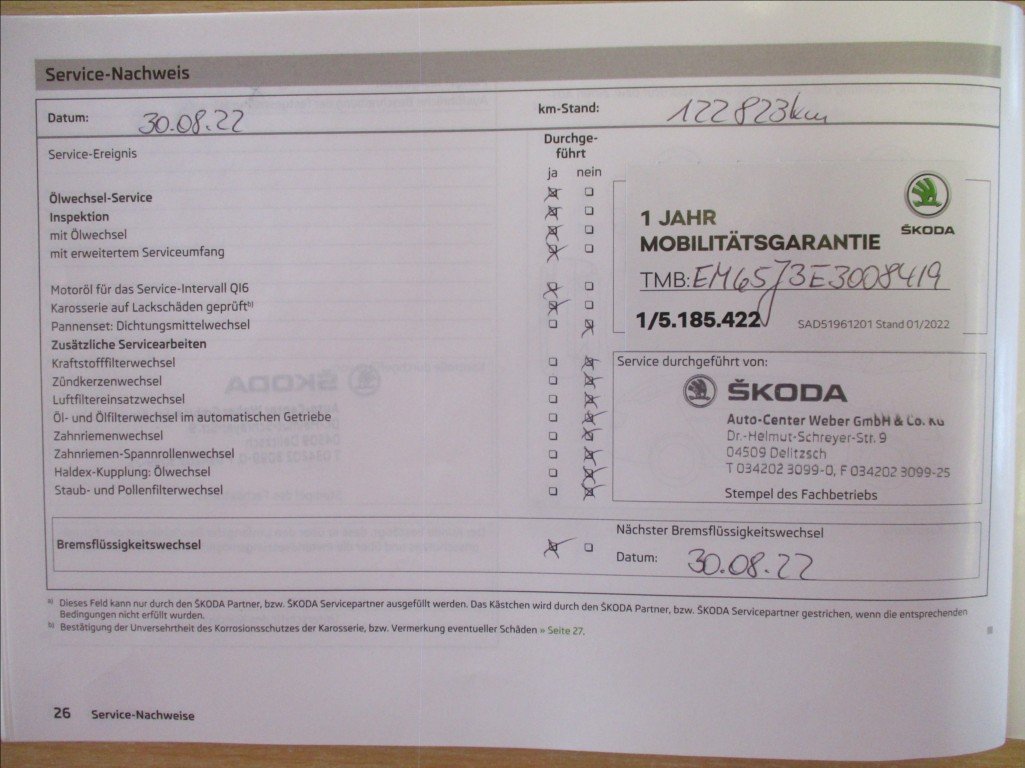 Service-Nachweis
Datum: 30.08.22
km-Stand: 122 823 km
Service-Ereignis
Durchge-
führt
ja nein
Ölwechsel-Service
Inspektion
mit Ölwechsel
mit erweitertem Serviceumfang
Motoröl für das Service-Intervall QI6
Karosserie auf Lackschäden geprüft b)
Pannenset: Dichtungsmittelwechsel
Zusätzliche Servicearbeiten
Kraftstofffilterwechsel
Zündkerzenwechsel
Luftfiltereinsatzwechsel
Öl- und Ölfilterwechsel im automatischen Getriebe
Zahnriemenwechsel
Zahnriemen-Spannrollenwechsel
Haldex-Kupplung: Ölwechsel
Staub- und Pollenfilterwechsel
ŠKODA
1 JAHR
MOBILITÄTSGARANTIE
TMB: EM65J3E3008419
1/5.185.422
SAD51961201 Stand 01/2022
Service durchgeführt von:
ŠKODA
Auto-Center Weber GmbH & Co. KG
Dr.-Helmut-Schreyer-Str. 9
04509 Delitzsch
T 034202 3099-0, F 034202 3099-25
Stempel des Fachbetriebs
Bremsflüssigkeitswechsel
Nächster Bremsflüssigkeitswechsel
Datum: 30.08.22
a) Dieses Feld kann nur durch den ŠKODA Partner, bzw. ŠKODA Servicepartner ausgefüllt werden. Das Kästchen wird durch den ŠKODA Partner, bzw. ŠKODA Servicepartner gestrichen, wenn die entsprechenden
Bedingungen nicht erfüllt wurden.
b) Bestätigung der Unversehrtheit des Korrosionsschutzes der Karosserie, bzw. Vermerkung eventueller Schäden » Seite 27.
26 Service-Nachweise